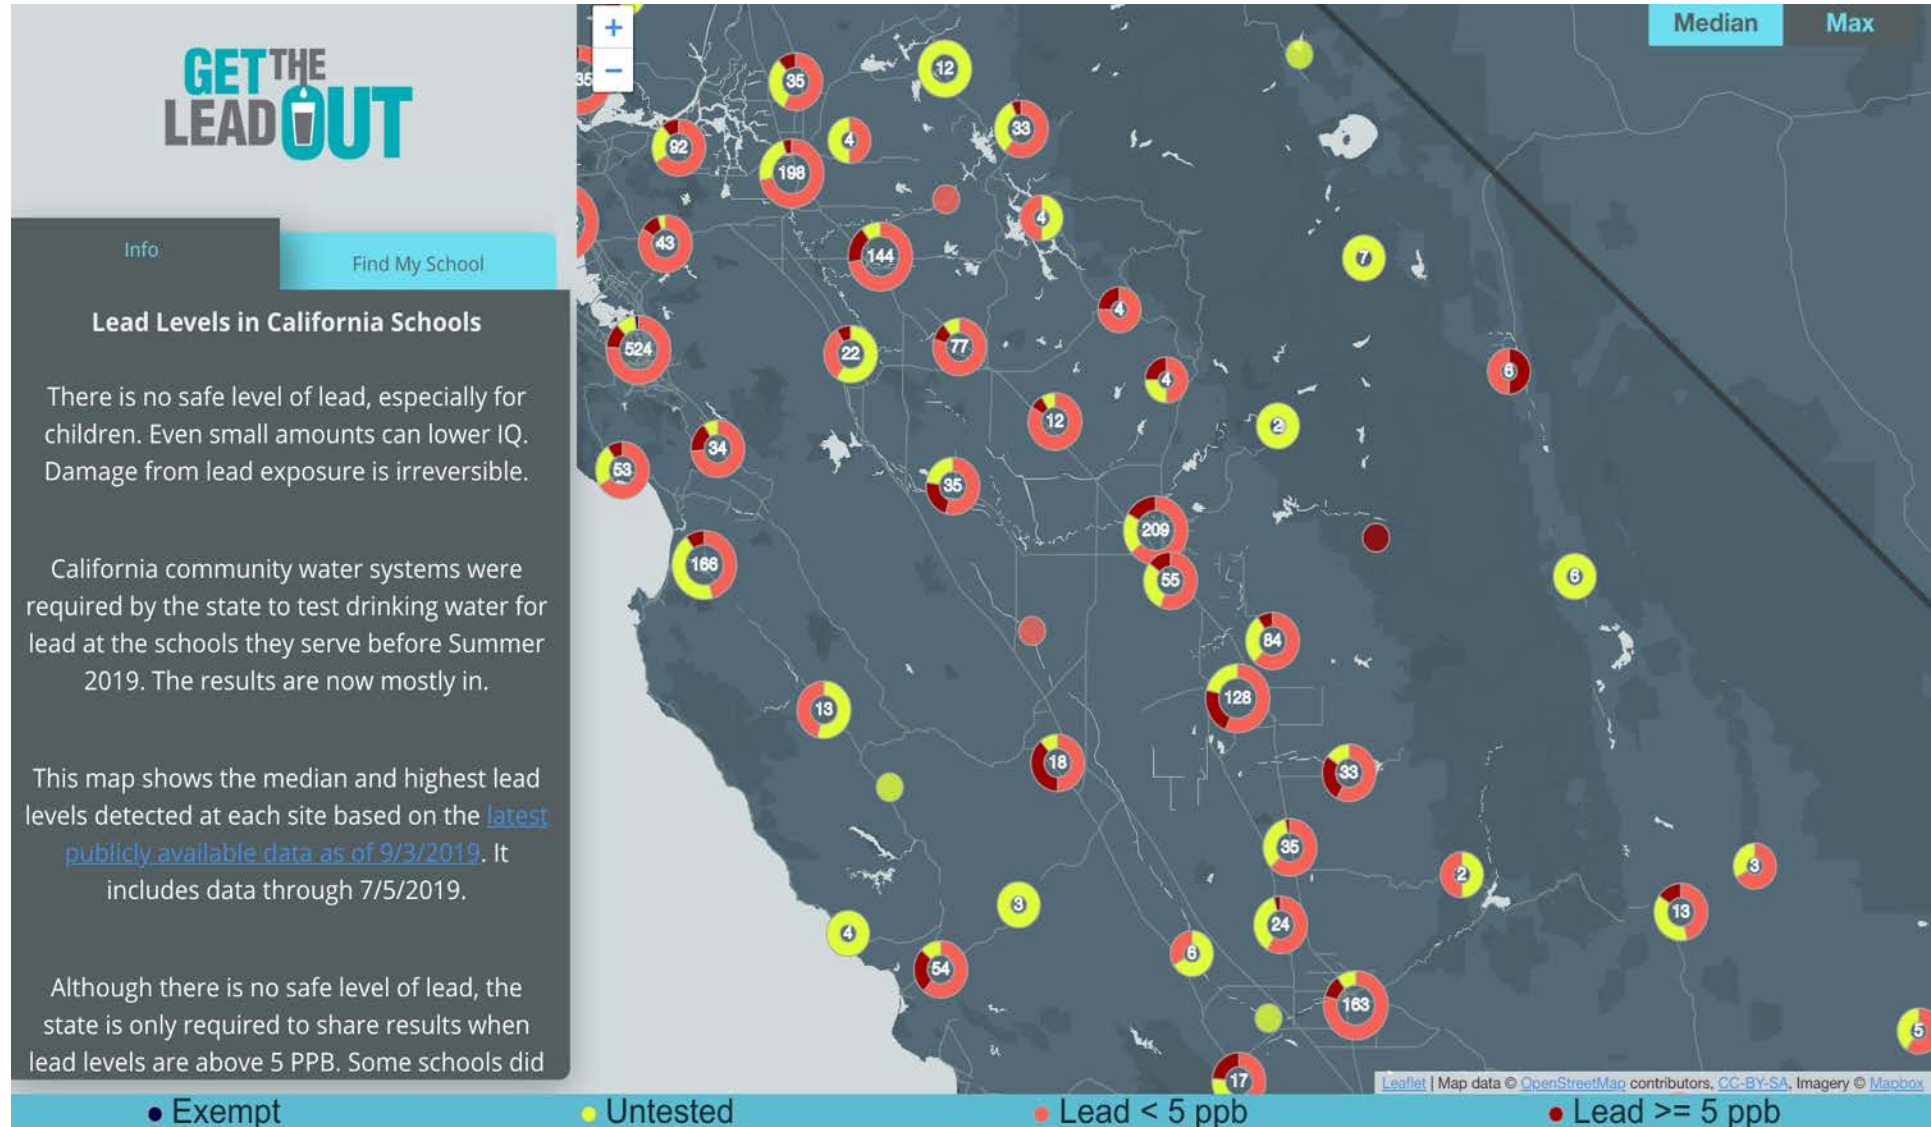 GET THE
LEAD OUT
Info
Find My School
Lead Levels in California Schools
There is no safe level of lead, especially for
children. Even small amounts can lower IQ.
Damage from lead exposure is irreversible.
California community water systems were
required by the state to test drinking water for
lead at the schools they serve before Summer
2019. The results are now mostly in.
This map shows the median and highest lead
levels detected at each site based on the latest
publicly available data as of 9/3/2019. It
includes data through 7/5/2019.
Although there is no safe level of lead, the
state is only required to share results when
lead levels are above 5 PPB. Some schools did
+
−
Median
Max
35
35
12
92
4
33
198
43
4
144
7
4
524
22
77
6
4
12
2
34
53
35
209
166
55
6
84
128
13
18
33
35
2
3
3
13
24
4
6
54
163
5
17
Leaflet | Map data © OpenStreetMap contributors, CC-BY-SA, Imagery © Mapbox
Exempt
Untested
Lead < 5 ppb
Lead >= 5 ppb